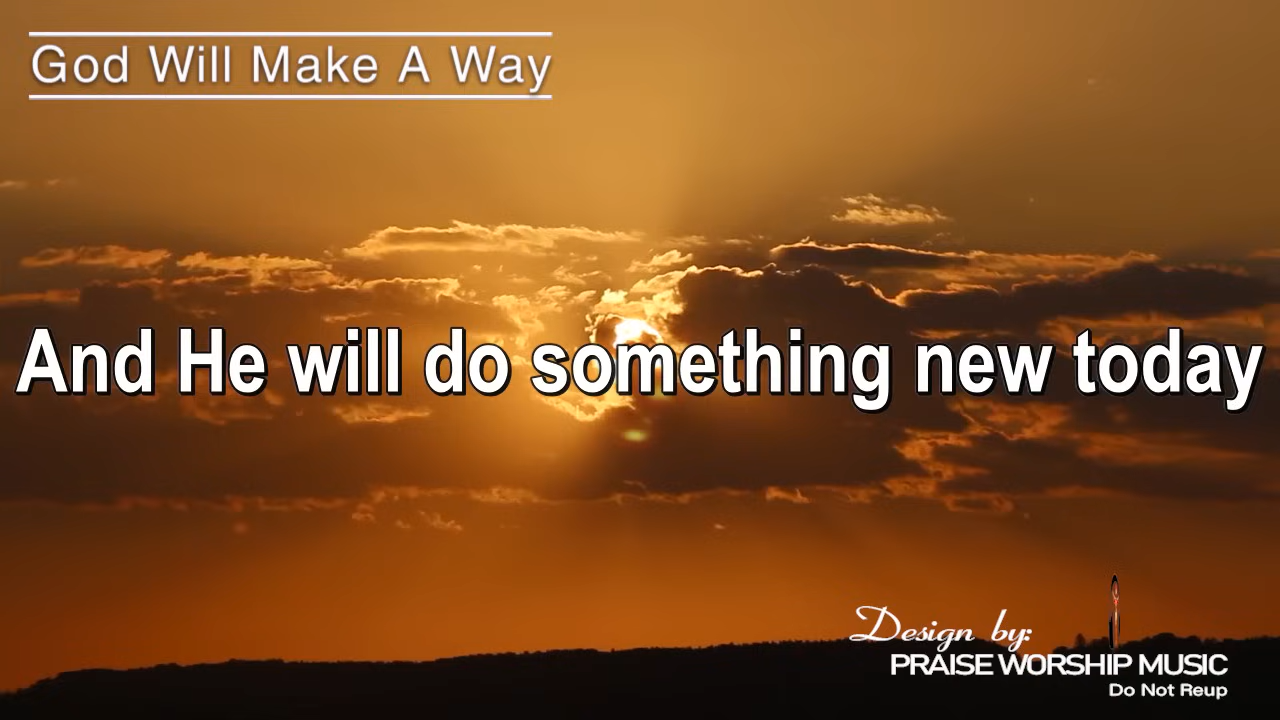 God Will Make A Way
And He will do something new today
Design by:
PRAISE WORSHIP MUSIC
Do Not Reup